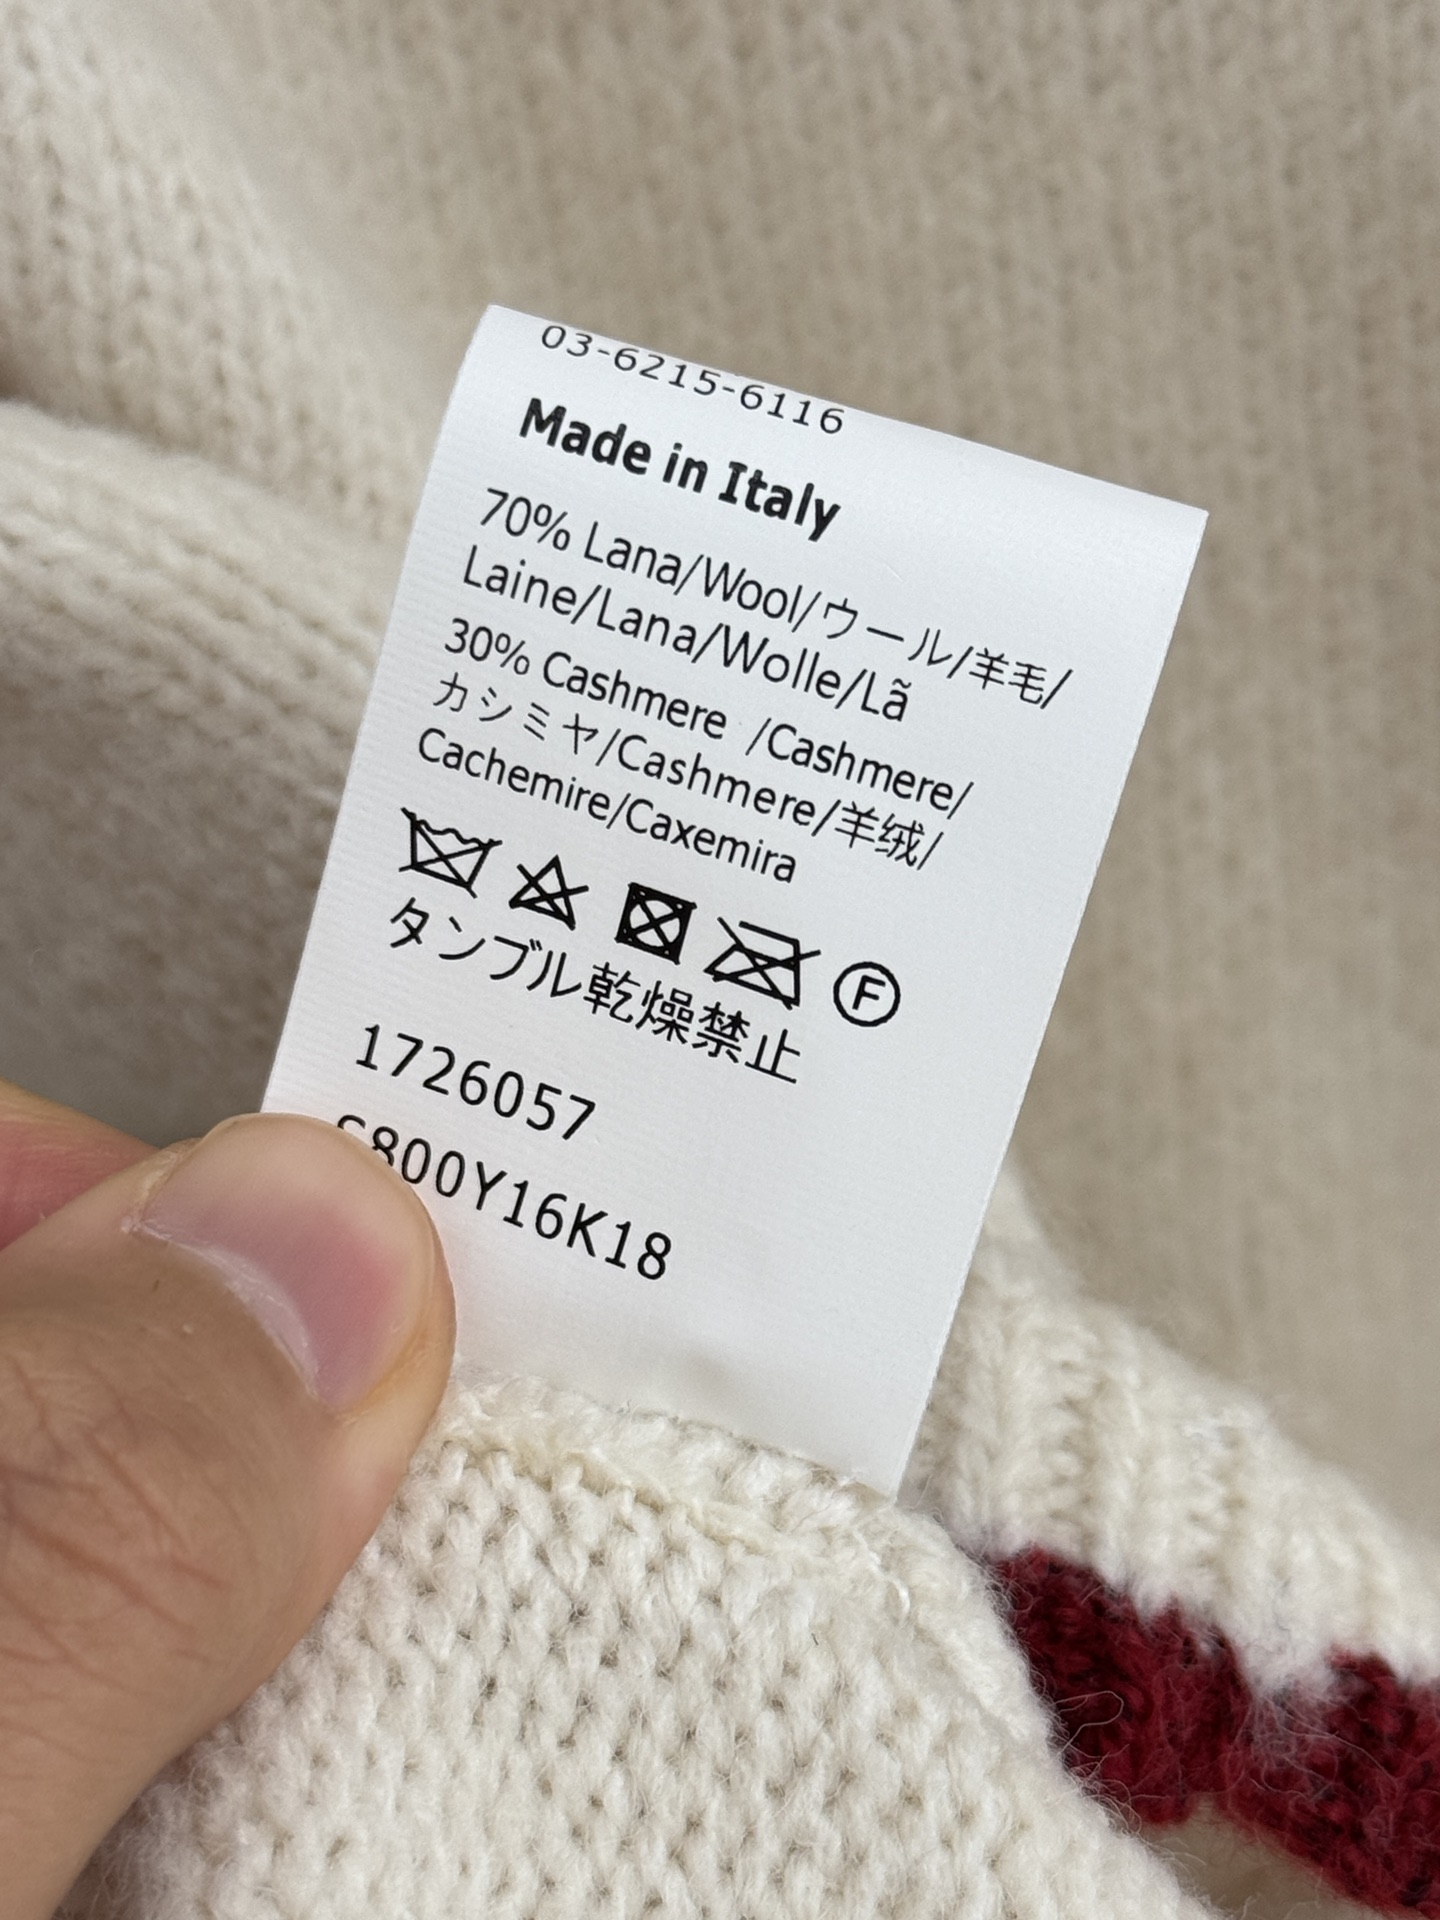 03-6215-6116
Made in Italy
70% Lana/Wool/ウール/羊毛/
Laine/Lana/Wolle/Lã
30% Cashmere /Cashmere/
カシミヤ/Cashmere/羊绒/
Cachemire/Caxemira
F
タンブル乾燥禁止
1726057
S800Y16K18